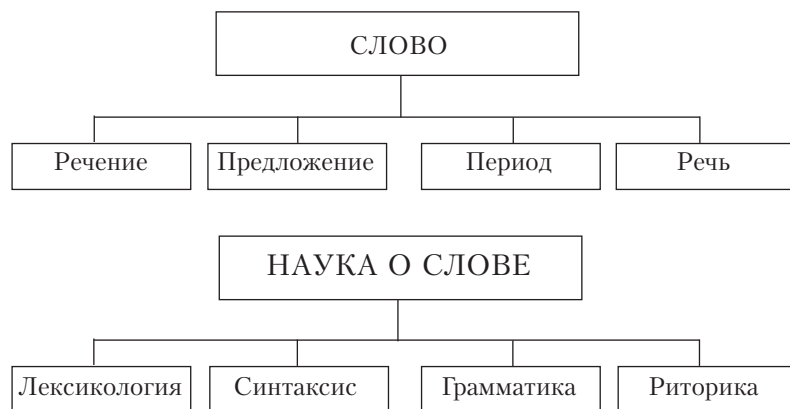 СЛОВО
Речение Предложение Период Речь
НАУКА О СЛОВЕ
Лексикология Синтаксис Грамматика Риторика